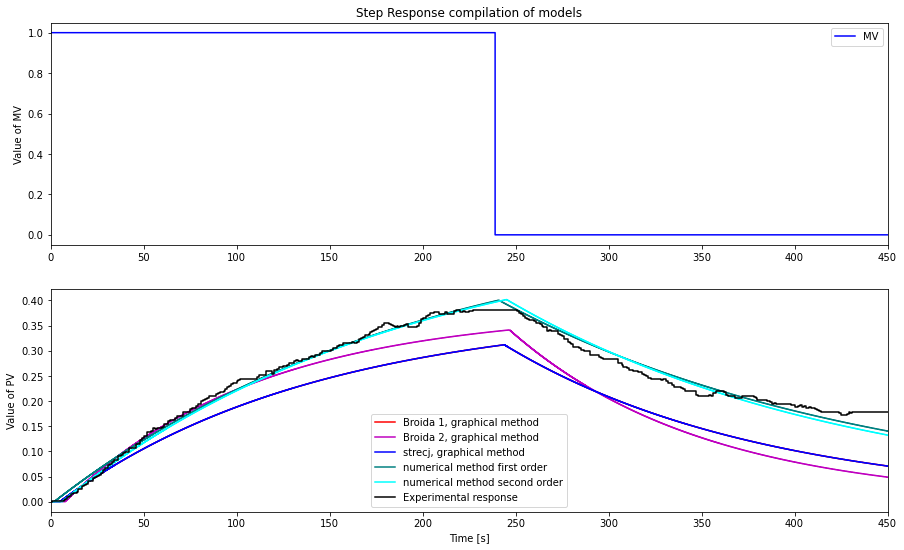 Step Response compilation of models
MV
Value of MV
1.0
0.8
0.6
0.4
0.2
0.0
0 50 100 150 200 250 300 350 400 450
Value of PV
0.40
0.35
0.30
0.25
0.20
0.15
0.10
0.05
0.00
Broida 1, graphical method
Broida 2, graphical method
strecj, graphical method
numerical method first order
numerical method second order
Experimental response
0 50 100 150 200 250 300 350 400 450
Time [s]